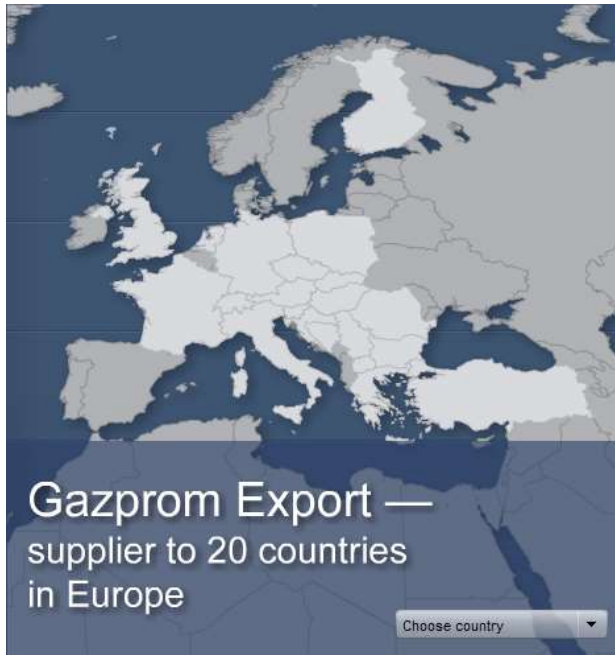 Gazprom Export —
supplier to 20 countries
in Europe
Choose country